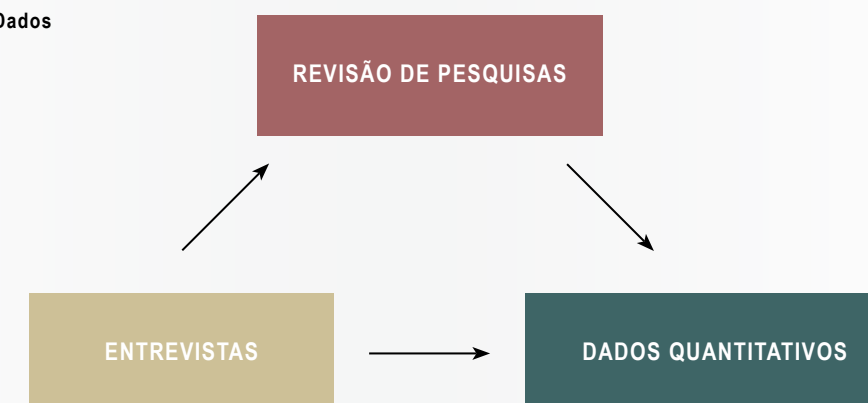 Dados
REVISÃO DE PESQUISAS
ENTREVISTAS
DADOS QUANTITATIVOS